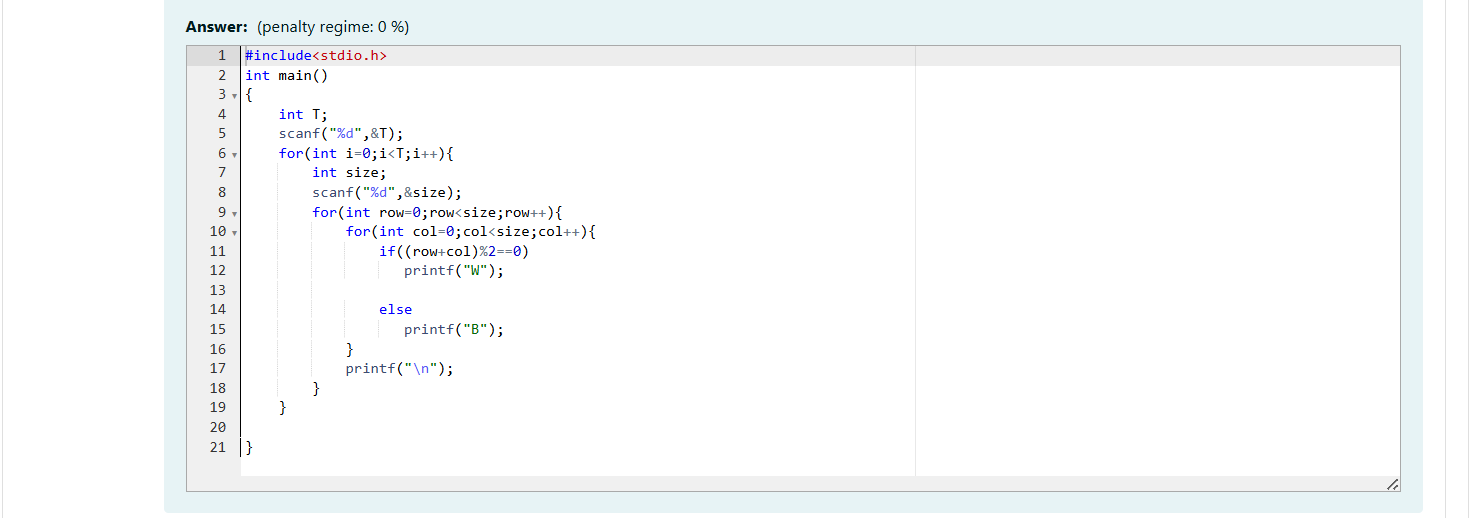 Answer: (penalty regime: 0 %)
1 #include<stdio.h>
2 int main()
3 {
4     int T;
5     scanf("%d",&T);
6     for(int i=0;i<T;i++){
7         int size;
8         scanf("%d",&size);
9         for(int row=0;row<size;row++){
10             for(int col=0;col<size;col++){
11                 if((row+col)%2==0)
12                    printf("W");
13
14                 else
15                    printf("B");
16             }
17             printf("\n");
18         }
19     }
20
21 }